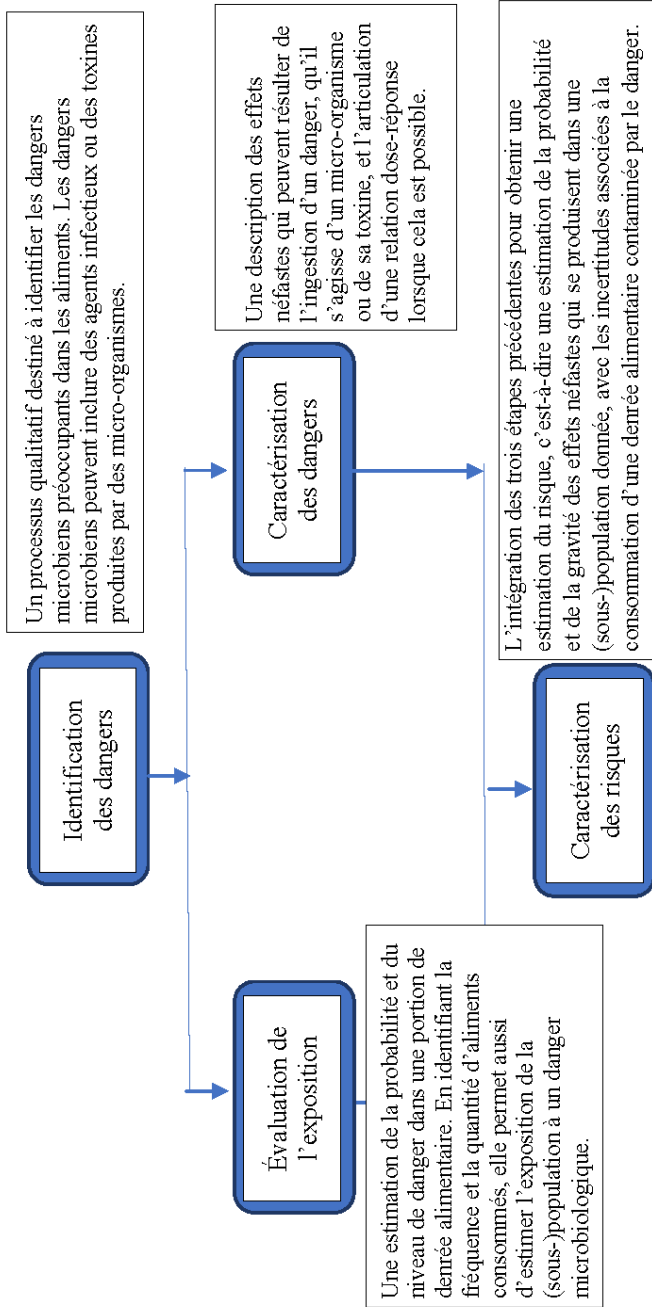 Identification
des dangers
Un processus qualitatif destiné à identifier les dangers
microbiens préoccupants dans les aliments. Les dangers
microbiens peuvent inclure des agents infectieux ou des toxines
produites par des micro-organismes.
Évaluation de
l’exposition
Une estimation de la probabilité et du
niveau de danger dans une portion de
denrée alimentaire. En identifiant la
fréquence et la quantité d’aliments
consommés, elle permet aussi
d’estimer l’exposition de la
(sous-)population à un danger
microbiologique.
Caractérisation
des dangers
Une description des effets
néfastes qui peuvent résulter de
l’ingestion d’un danger, qu’il
s’agisse d’un micro-organisme
ou de sa toxine, et l’articulation
d’une relation dose-réponse
lorsque cela est possible.
Caractérisation
des risques
L’intégration des trois étapes précédentes pour obtenir une
estimation du risque, c’est-à-dire une estimation de la probabilité
et de la gravité des effets néfastes qui se produisent dans une
(sous-)population donnée, avec les incertitudes associées à la
consommation d’une denrée alimentaire contaminée par le danger.